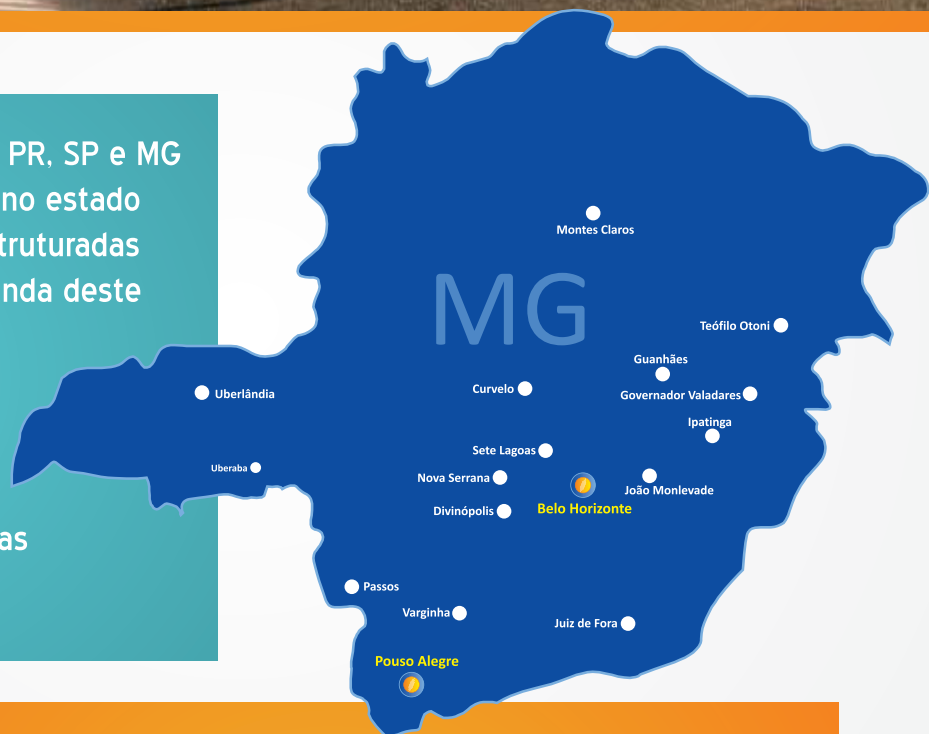 PR, SP e MG
no estado
truturadas
nda deste
as
MG
Montes Claros
Teófilo Otoni
Guanhães
Curvelo
Governador Valadares
Uberlândia
Ipatinga
Sete Lagoas
Uberaba
Nova Serrana
João Monlevade
Belo Horizonte
Divinópolis
Passos
Varginha
Juiz de Fora
Pouso Alegre